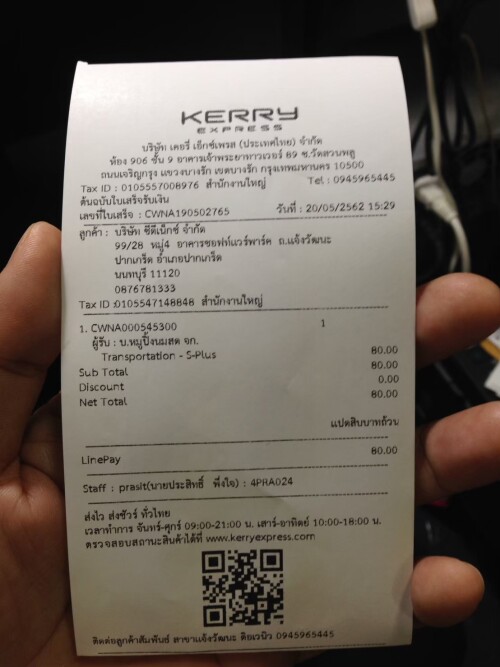 KERRY
EXPRESS
บริษัท เคอรี่ เอ็กซ์เพรส (ประเทศไทย) จำกัด
ห้อง 906 ชั้น 9 อาคารเจ้าพระยาทาวเวอร์ 89 ซ.วัดสวนพลู
ถนนเจริญกรุง แขวงบางรัก เขตบางรัก กรุงเทพมหานคร 10500
Tax ID : 0105557008976 สำนักงานใหญ่ Tel : 0945965445
ต้นฉบับใบเสร็จรับเงิน
เลขที่ใบเสร็จ : CWNA190502765 วันที่ : 20/05/2562 15:29
ลูกค้า : บริษัท ซีดีเน็กซ์ จำกัด
99/28 หมู่4 อาคารซอฟท์แวร์พาร์ค ถ.แจ้งวัฒนะ
ปากเกร็ด อำเภอปากเกร็ด
นนทบุรี 11120
0876781333
Tax ID :0105547148848 สำนักงานใหญ่
1. CWNA000545300 1
ผู้รับ : บ.หมูปิ้งนมสด จก.
Transportation - S-Plus 80.00
Sub Total 80.00
Discount 0.00
Net Total 80.00
แปดสิบบาทถ้วน
LinePay 80.00
Staff : prasit(นายประสิทธิ์ พึ่งใจ) : 4PRA024
ส่งไว ส่งชัวร์ ทั่วไทย
เวลาทำการ จันทร์-ศุกร์ 09:00-21:00 น. เสาร์-อาทิตย์ 10:00-18:00 น.
ตรวจสอบสถานะสินค้าได้ที่ www.kerryexpress.com
ติดต่อลูกค้าสัมพันธ์ สาขาแจ้งวัฒนะ ดิอเวนิว 0945965445